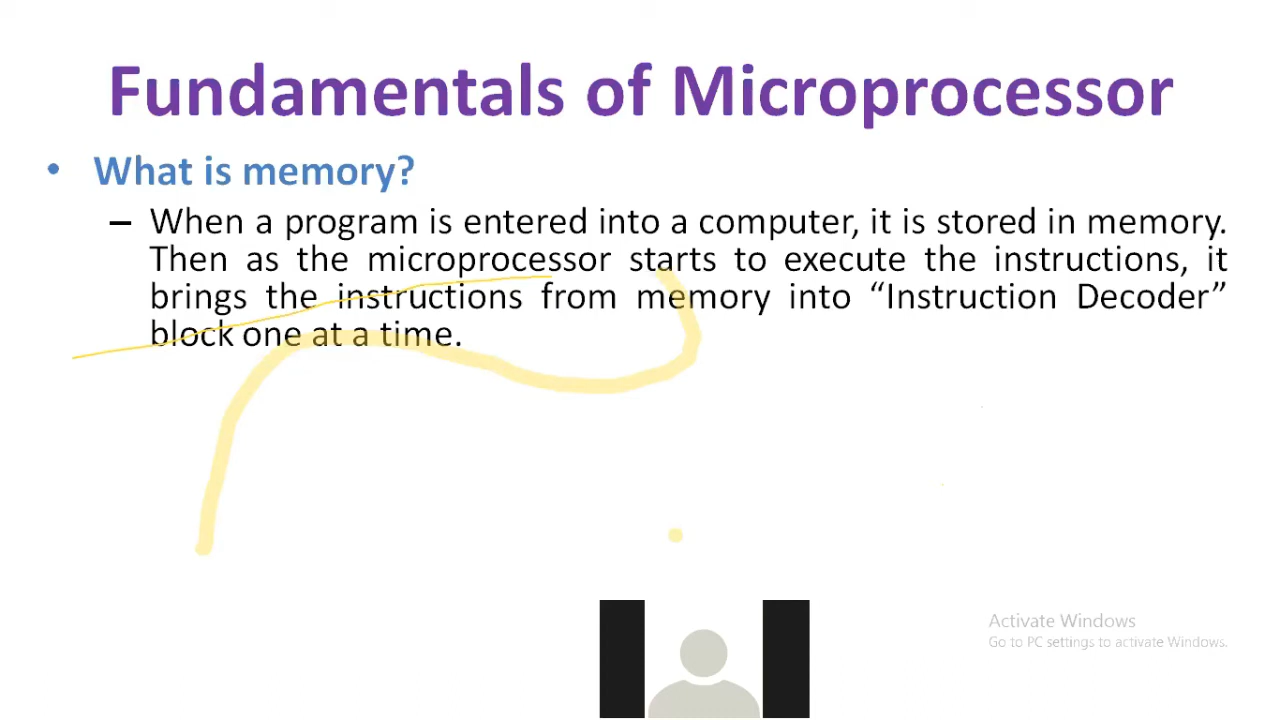 Fundamentals of Microprocessor
• What is memory?
– When a program is entered into a computer, it is stored in memory.
Then as the microprocessor starts to execute the instructions, it
brings the instructions from memory into “Instruction Decoder”
block one at a time.
Activate Windows
Go to PC settings to activate Windows.